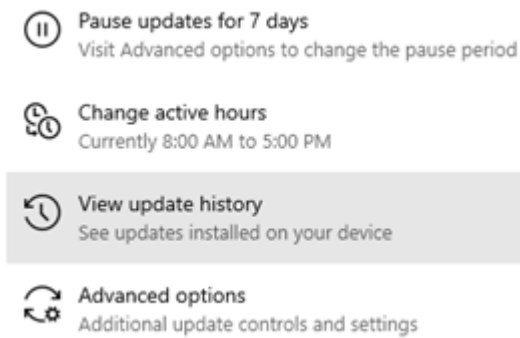 Pause updates for 7 days
Visit Advanced options to change the pause period
Change active hours
Currently 8:00 AM to 5:00 PM
View update history
See updates installed on your device
Advanced options
Additional update controls and settings